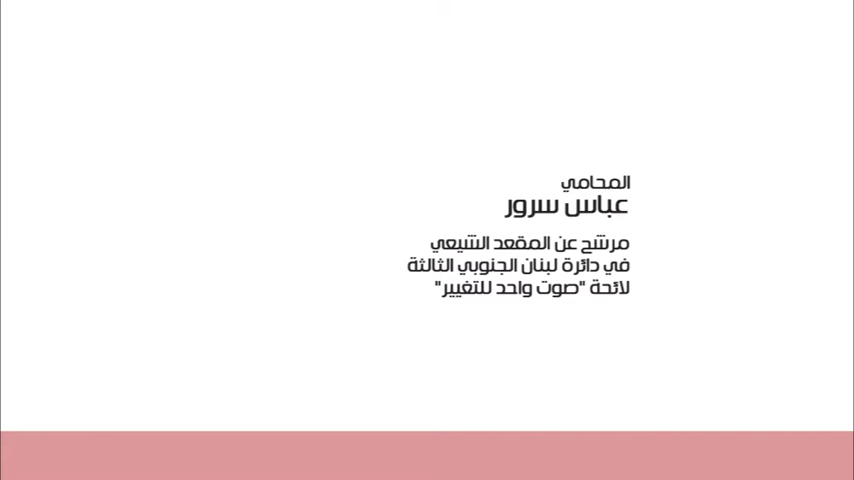 المحامي
عباس سرور
مرشح عن المقعد الشيعي
في دائرة لبنان الجنوبي الثالثة
لائحة "صوت واحد للتغيير"